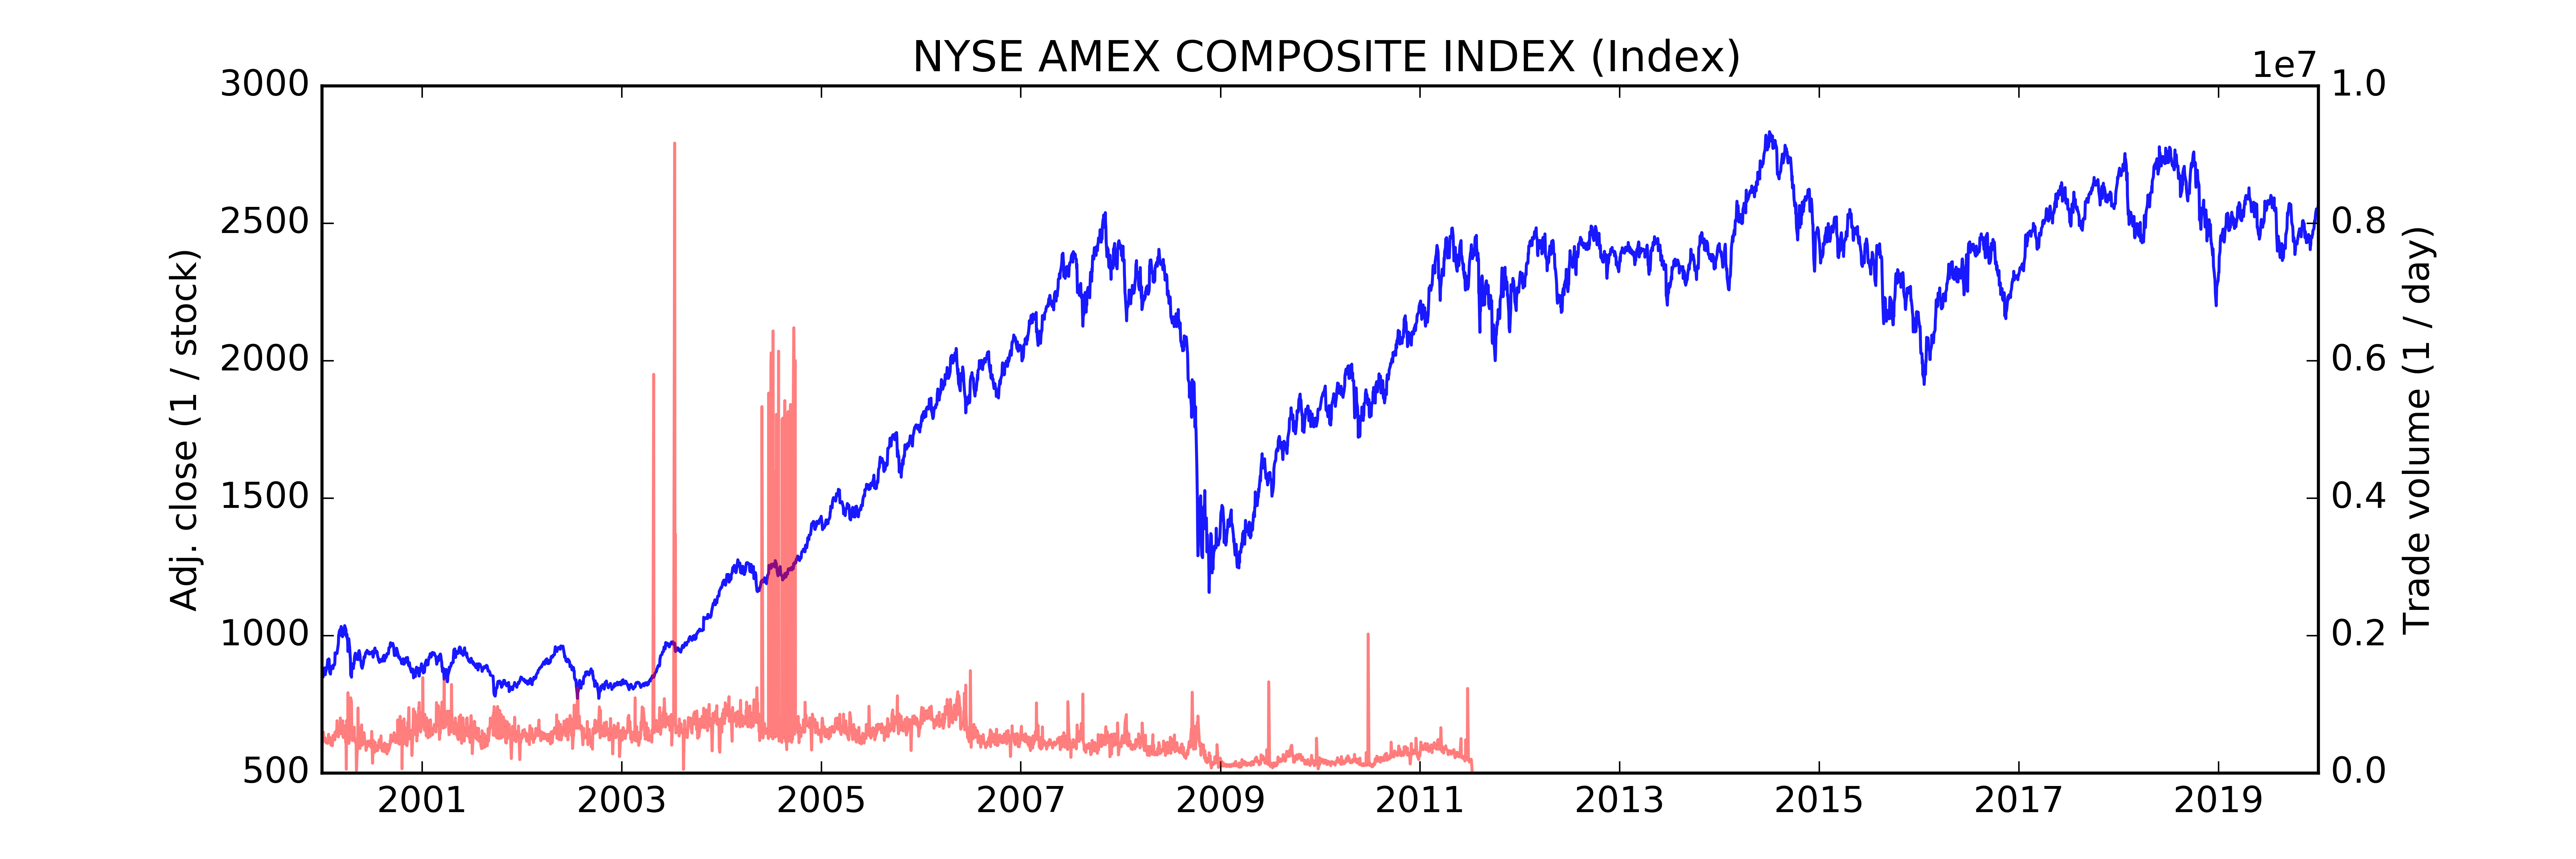 NYSE AMEX COMPOSITE INDEX (Index)
1e7
3000
2500
2000
1500
1000
500
Adj. close (1 / stock)
1.0
0.8
0.6
0.4
0.2
0.0
Trade volume (1 / day)
2001 2003 2005 2007 2009 2011 2013 2015 2017 2019